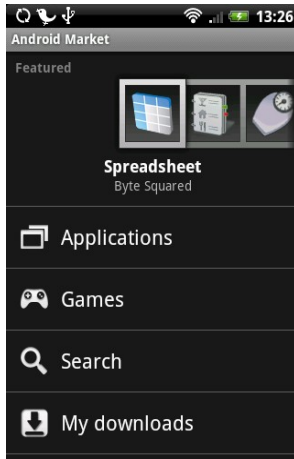 13:26
Android Market
Featured
Spreadsheet
Byte Squared
Applications
Games
Search
My downloads